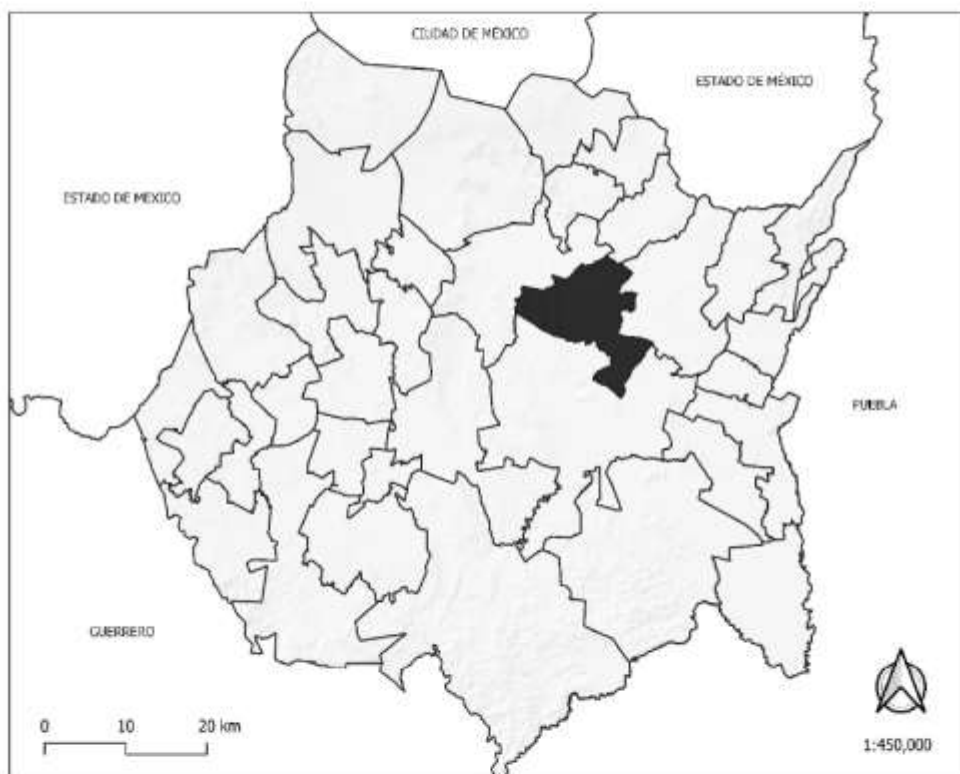 CIUDAD DE MÉXICO
ESTADO DE MÉXICO
ESTADO DE MEXICO
PUEBLA
GUERRERO
0 10 20 km
1:450,000